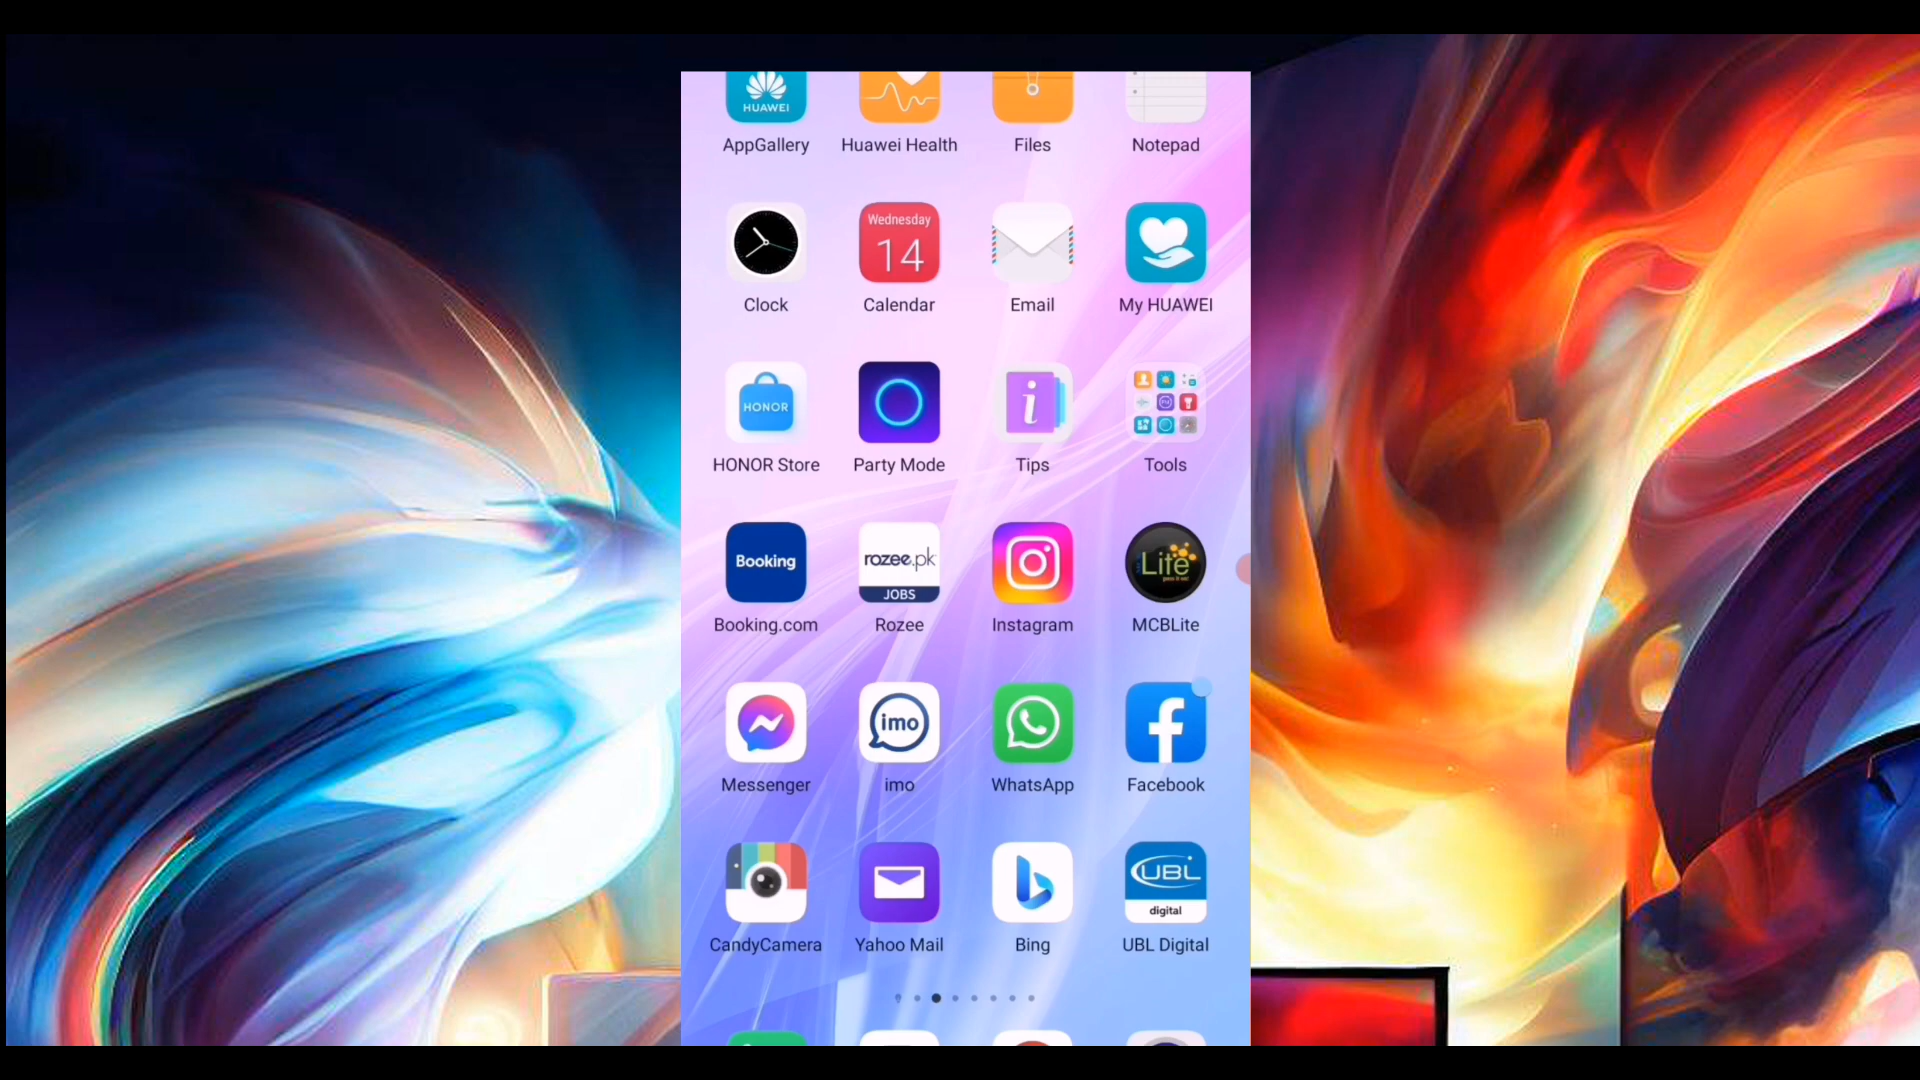 HUAWEI
AppGallery
Huawei Health
Files
Notepad
Wednesday
14
Clock
Calendar
Email
My HUAWEI
HONOR
HONOR Store
Party Mode
Tips
Tools
Booking
rozee.pk
JOBS
Lite
Booking.com
Rozee
Instagram
MCBLite
imo
Messenger
imo
WhatsApp
Facebook
UBL
digital
CandyCamera
Yahoo Mail
Bing
UBL Digital